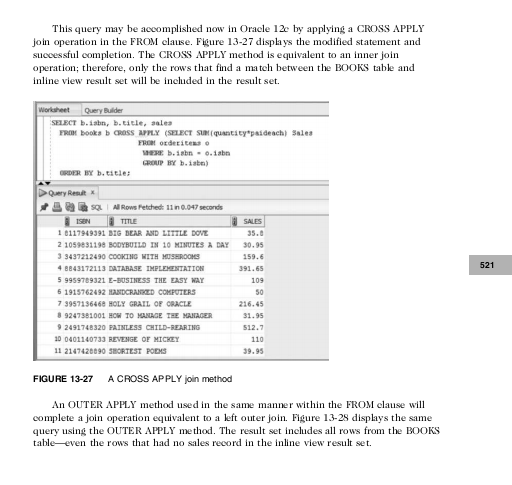 This query may be accomplished now in Oracle 12c by applying a CROSS APPLY
join operation in the FROM clause. Figure 13-27 displays the modified statement and
successful completion. The CROSS APPLY method is equivalent to an inner join
operation; therefore, only the rows that find a match between the BOOKS table and
inline view result set will be included in the result set.
Worksheet Query Builder
SELECT b.isbn, b.title, sales
FROM books b CROSS APPLY (SELECT SUM(quantity*paideach) Sales
FROM orderitems o
WHERE b.isbn = o.isbn
GROUP BY b.isbn)
ORDER BY b.title;
Query Result ×
SQL | All Rows Fetched: 11 in 0.047 seconds
ISBN TITLE SALES
1 8117949391 BIG BEAR AND LITTLE DOVE 35.8
2 1059831198 BODYBUILD IN 10 MINUTES A DAY 30.95
3 3437212490 COOKING WITH MUSHROOMS 159.6
4 8843172113 DATABASE IMPLEMENTATION 391.65
5 9959789321 E-BUSINESS THE EASY WAY 109
6 1915762492 HANDCRANKED COMPUTERS 50
7 3957136468 HOLY GRAIL OF ORACLE 216.45
8 9247381001 HOW TO MANAGE THE MANAGER 31.95
9 2491748320 PAINLESS CHILD-REARING 512.7
10 0401140733 REVENGE OF MICKEY 110
11 2147428890 SHORTEST POEMS 39.95
521
FIGURE 13-27 A CROSS APPLY join method
An OUTER APPLY method used in the same manner within the FROM clause will
complete a join operation equivalent to a left outer join. Figure 13-28 displays the same
query using the OUTER APPLY method. The result set includes all rows from the BOOKS
table—even the rows that had no sales record in the inline view result set.